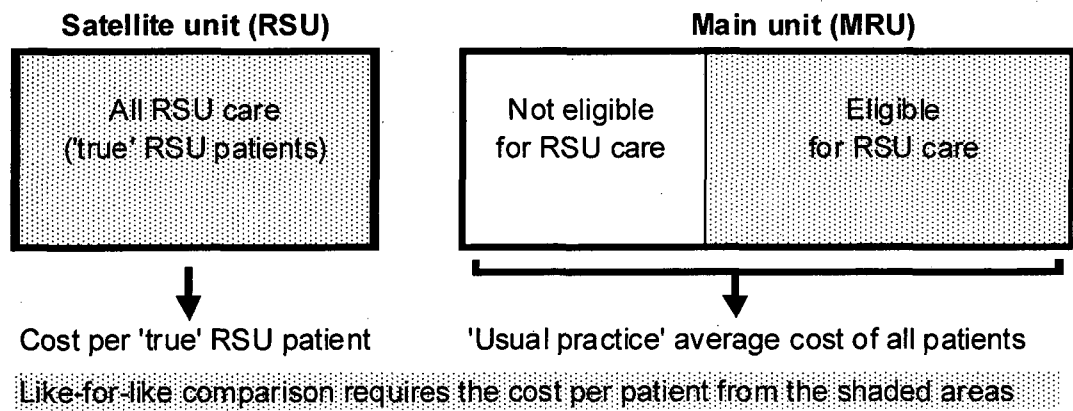 Satellite unit (RSU)
Main unit (MRU)
All RSU care
('true' RSU patients)
Not eligible
for RSU care
Eligible
for RSU care
Cost per 'true' RSU patient
'Usual practice' average cost of all patients
Like-for-like comparison requires the cost per patient from the shaded areas